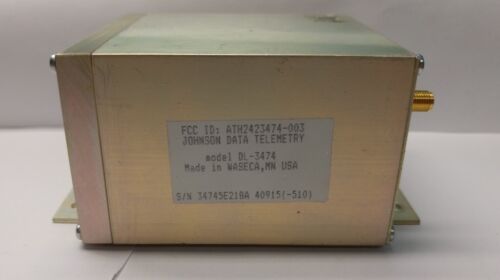 FCC ID: ATH2423474-003
JOHNSON DATA TELEMETRY
model DL-3474
Made in WASECA,MN USA
S/N 34745E21BA 40915(-510)